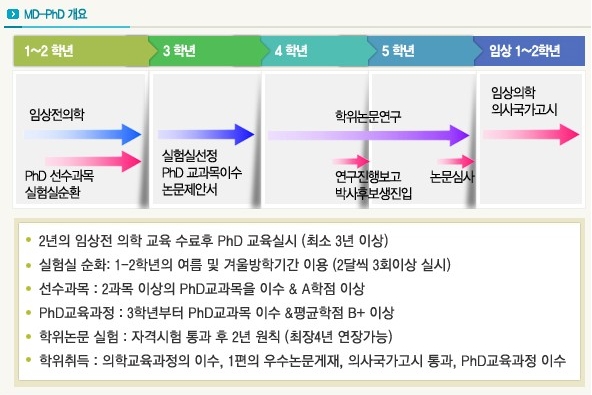 MD-PhD 개요
1~2 학년
3 학년
4 학년
5 학년
임상 1~2학년
임상전의학
PhD 선수과목
실험실순환
실험실선정
PhD 교과목이수
논문제안서
학위논문연구
연구진행보고
박사후보생진입
논문심사
임상의학
의사국가고시
2년의 임상전 의학 교육 수료후 PhD 교육실시 (최소 3년 이상)
실험실 순화: 1-2학년의 여름 및 겨울방학기간 이용 (2달씩 3회이상 실시)
선수과목 : 2과목 이상의 PhD교과목을 이수 & A학점 이상
PhD교육과정 : 3학년부터 PhD교과목 이수 &평균학점 B+ 이상
학위논문 실험 : 자격시험 통과 후 2년 원칙 (최장4년 연장가능)
학위취득 : 의학교육과정의 이수, 1편의 우수논문게재, 의사국가고시 통과, PhD교육과정 이수